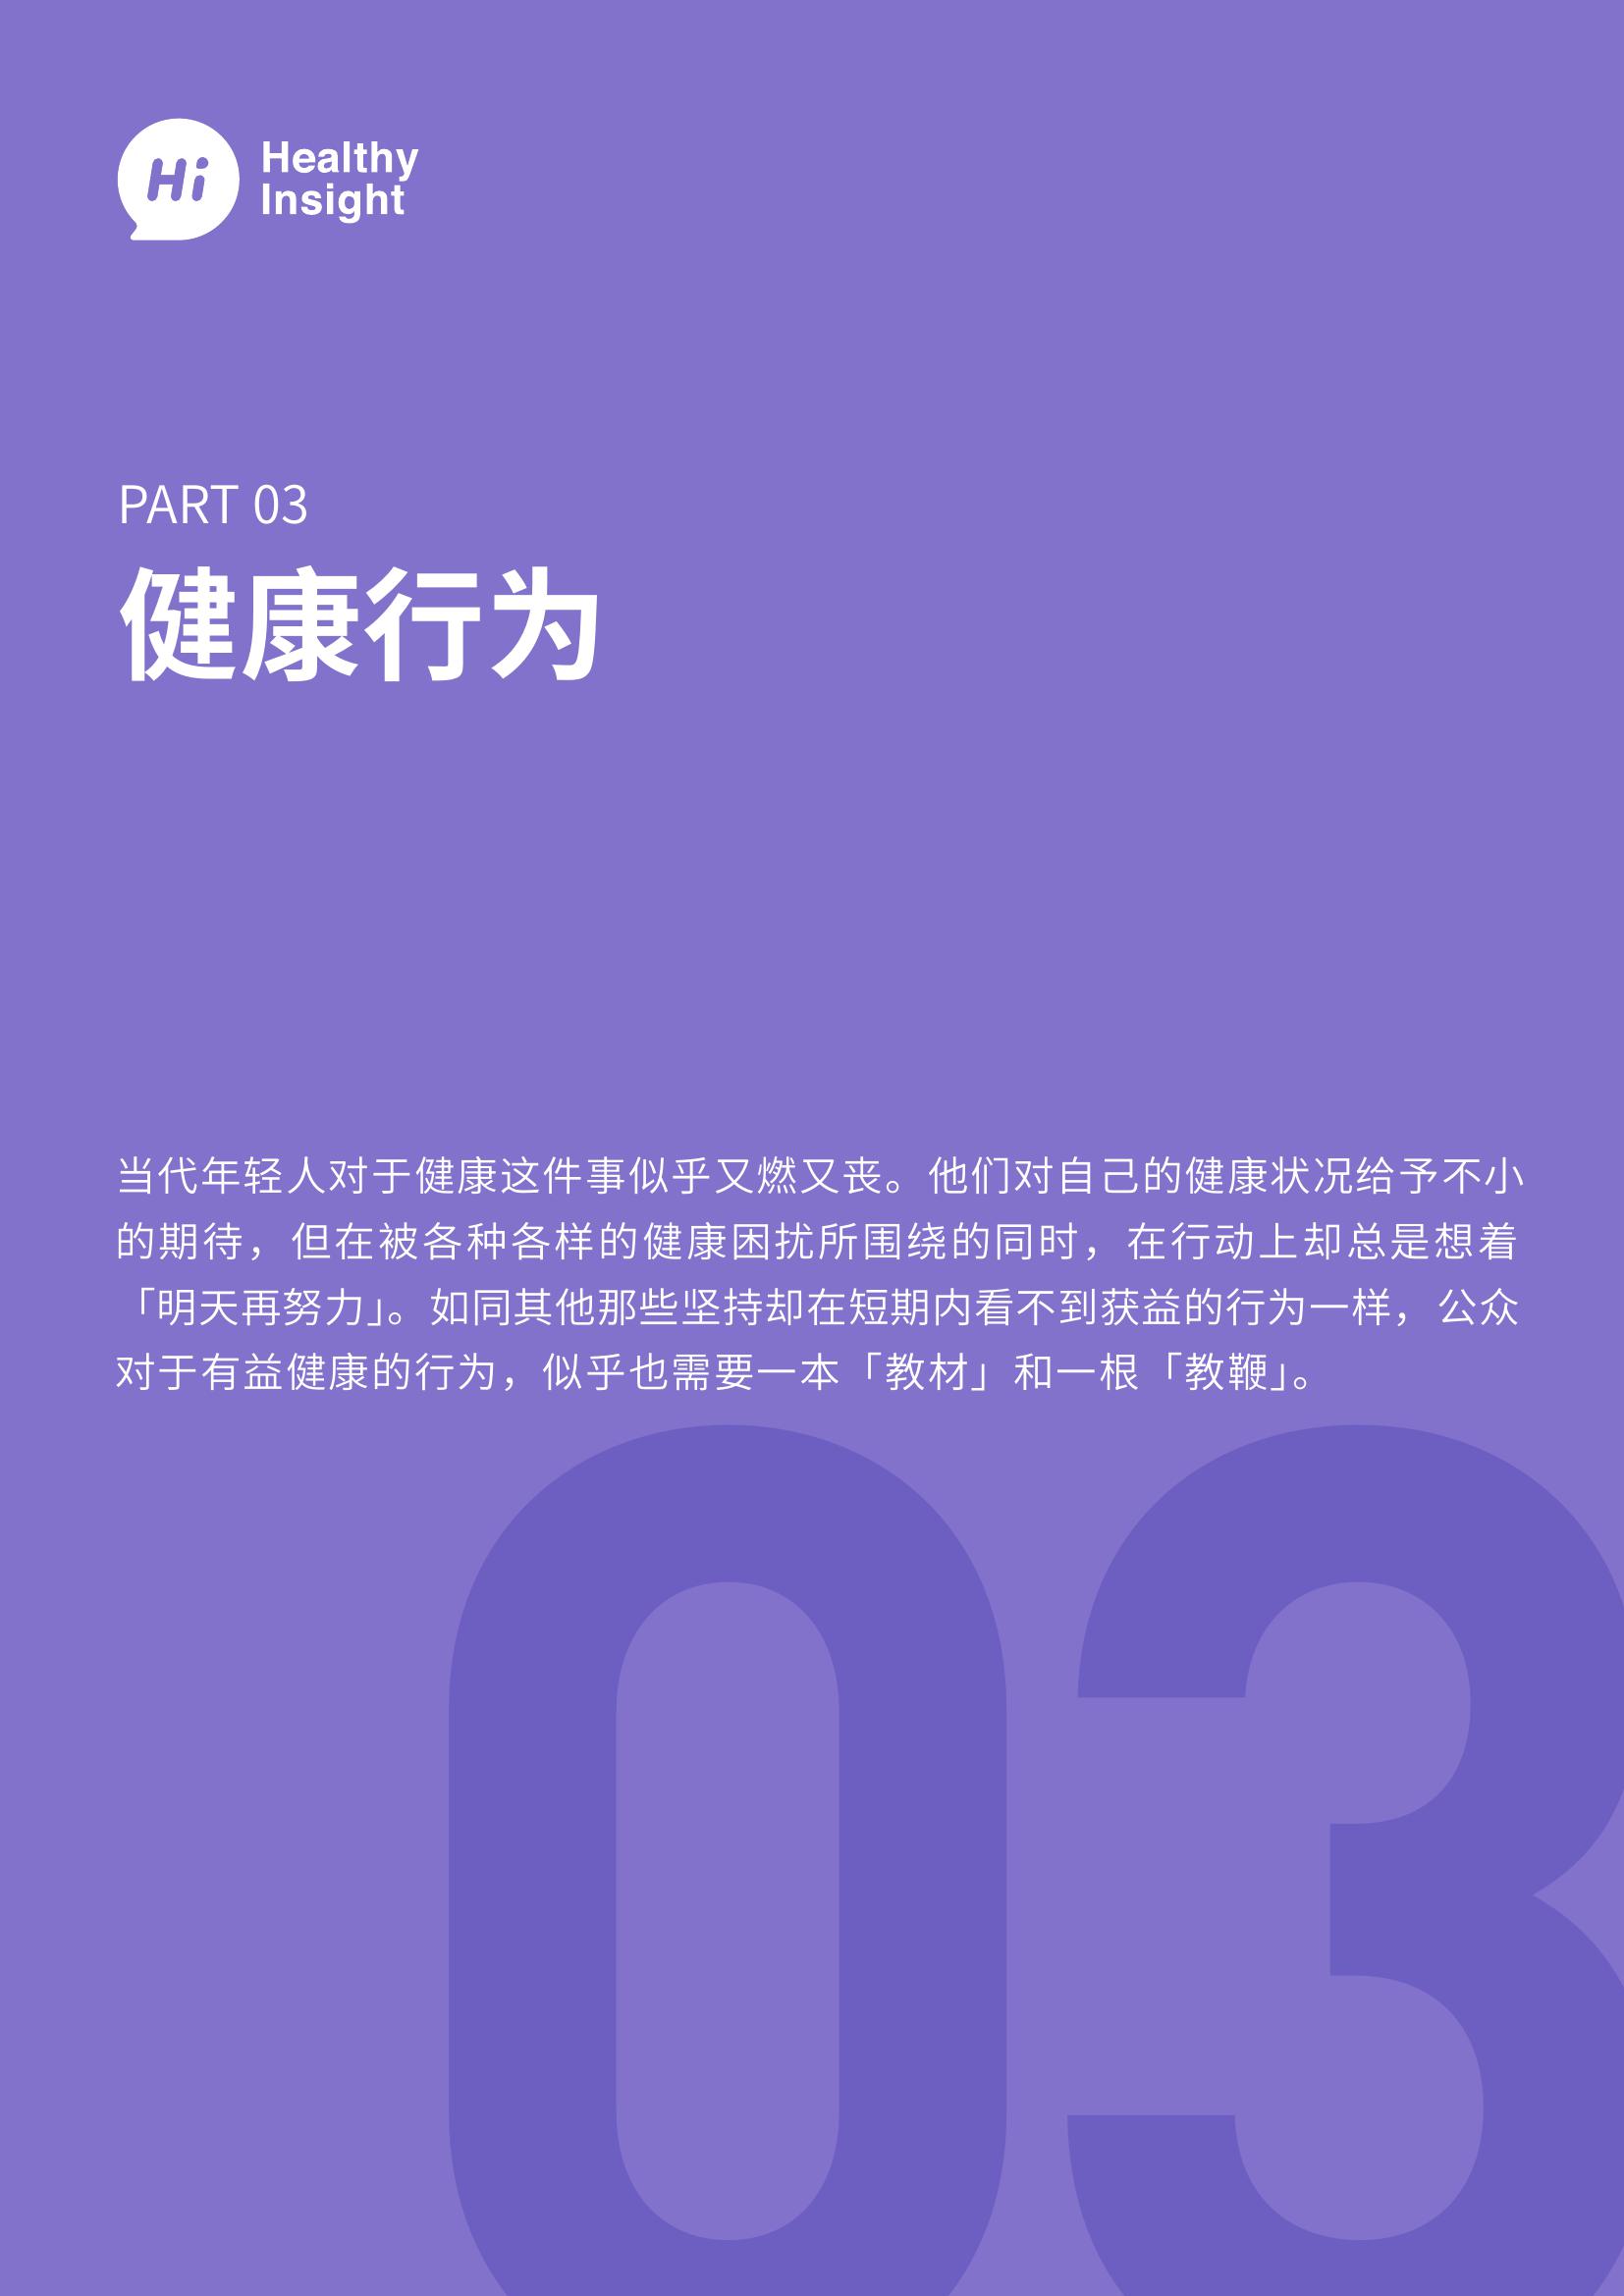 Hi
Healthy
Insight
PART 03
健康行为
当代年轻人对于健康这件事似乎又燃又丧。他们对自己的健康状况给予不小
的期待，但在被各种各样的健康困扰所围绕的同时，在行动上却总是想着
「明天再努力」。如同其他那些坚持却在短期内看不到获益的行为一样，公众
对于有益健康的行为，似乎也需要一本「教材」和一根「教鞭」。
03